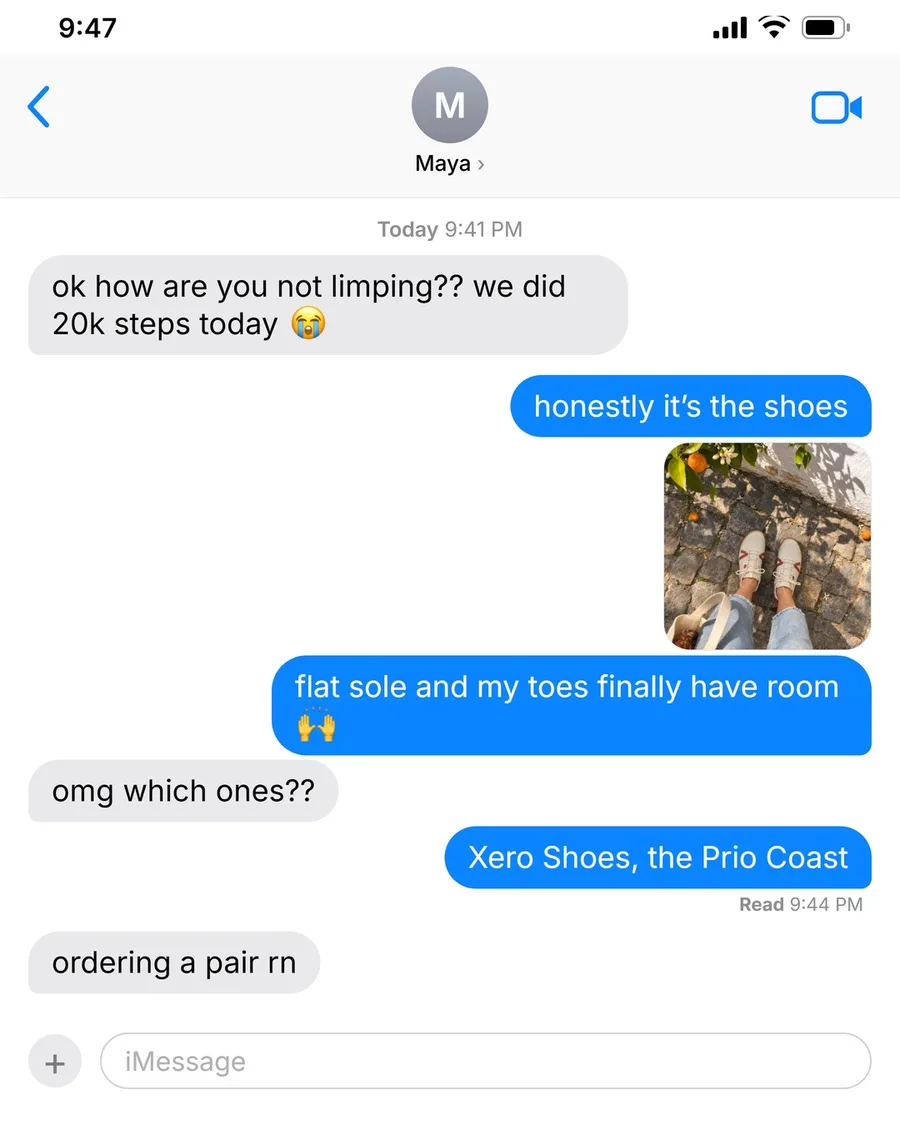 9:47
M
Maya ›
Today 9:41 PM
ok how are you not limping?? we did
20k steps today 😭
honestly it’s the shoes
flat sole and my toes finally have room
🙌
omg which ones??
Xero Shoes, the Prio Coast
Read 9:44 PM
ordering a pair rn
+
iMessage